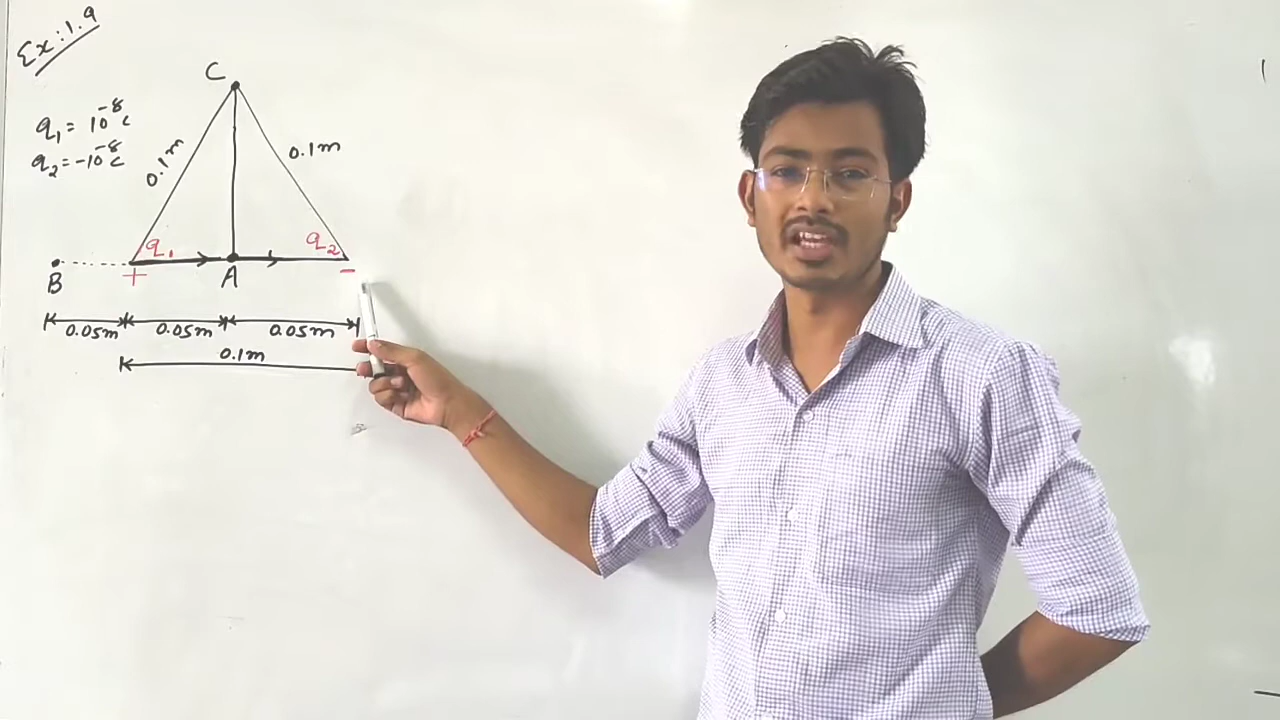 Ex:1.9
C
q₁ = 10⁻⁸ C
q₂ = -10⁻⁸ C
0.1m
0.1m
q₁
q₂
B
+
A
-
0.05m
0.05m
0.05m
0.1m